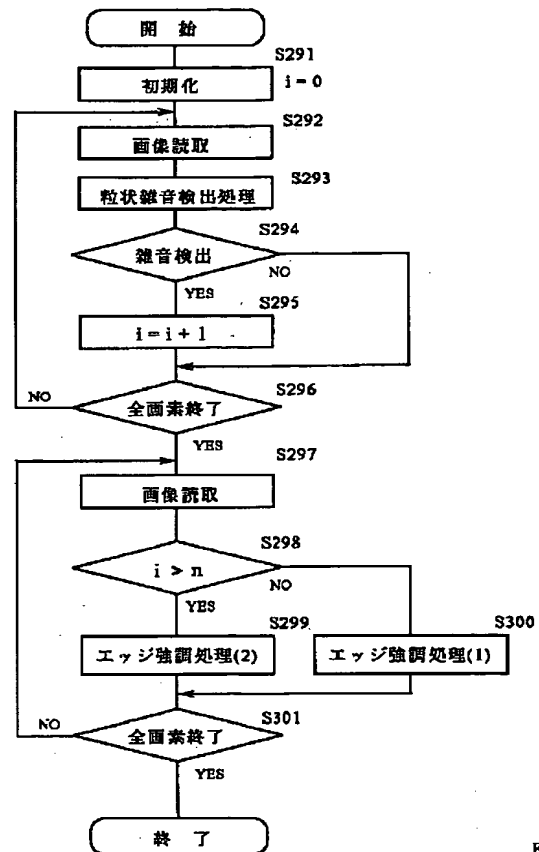 開 始
S291
初期化
i = 0
S292
画像読取
S293
粒状雑音検出処理
S294
雑音検出
NO
YES
S295
i = i + 1
S296
NO
全画素終了
YES
S297
画像読取
S298
i > n
NO
YES
S299
エッジ強調処理(2)
S300
エッジ強調処理(1)
S301
NO
全画素終了
YES
終 了